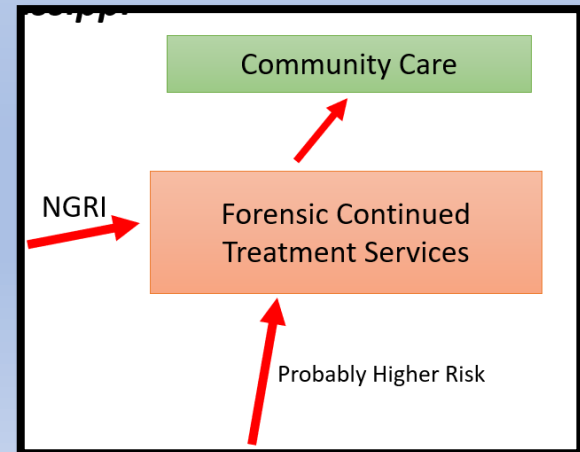 Community Care
NGRI
Forensic Continued
Treatment Services
Probably Higher Risk